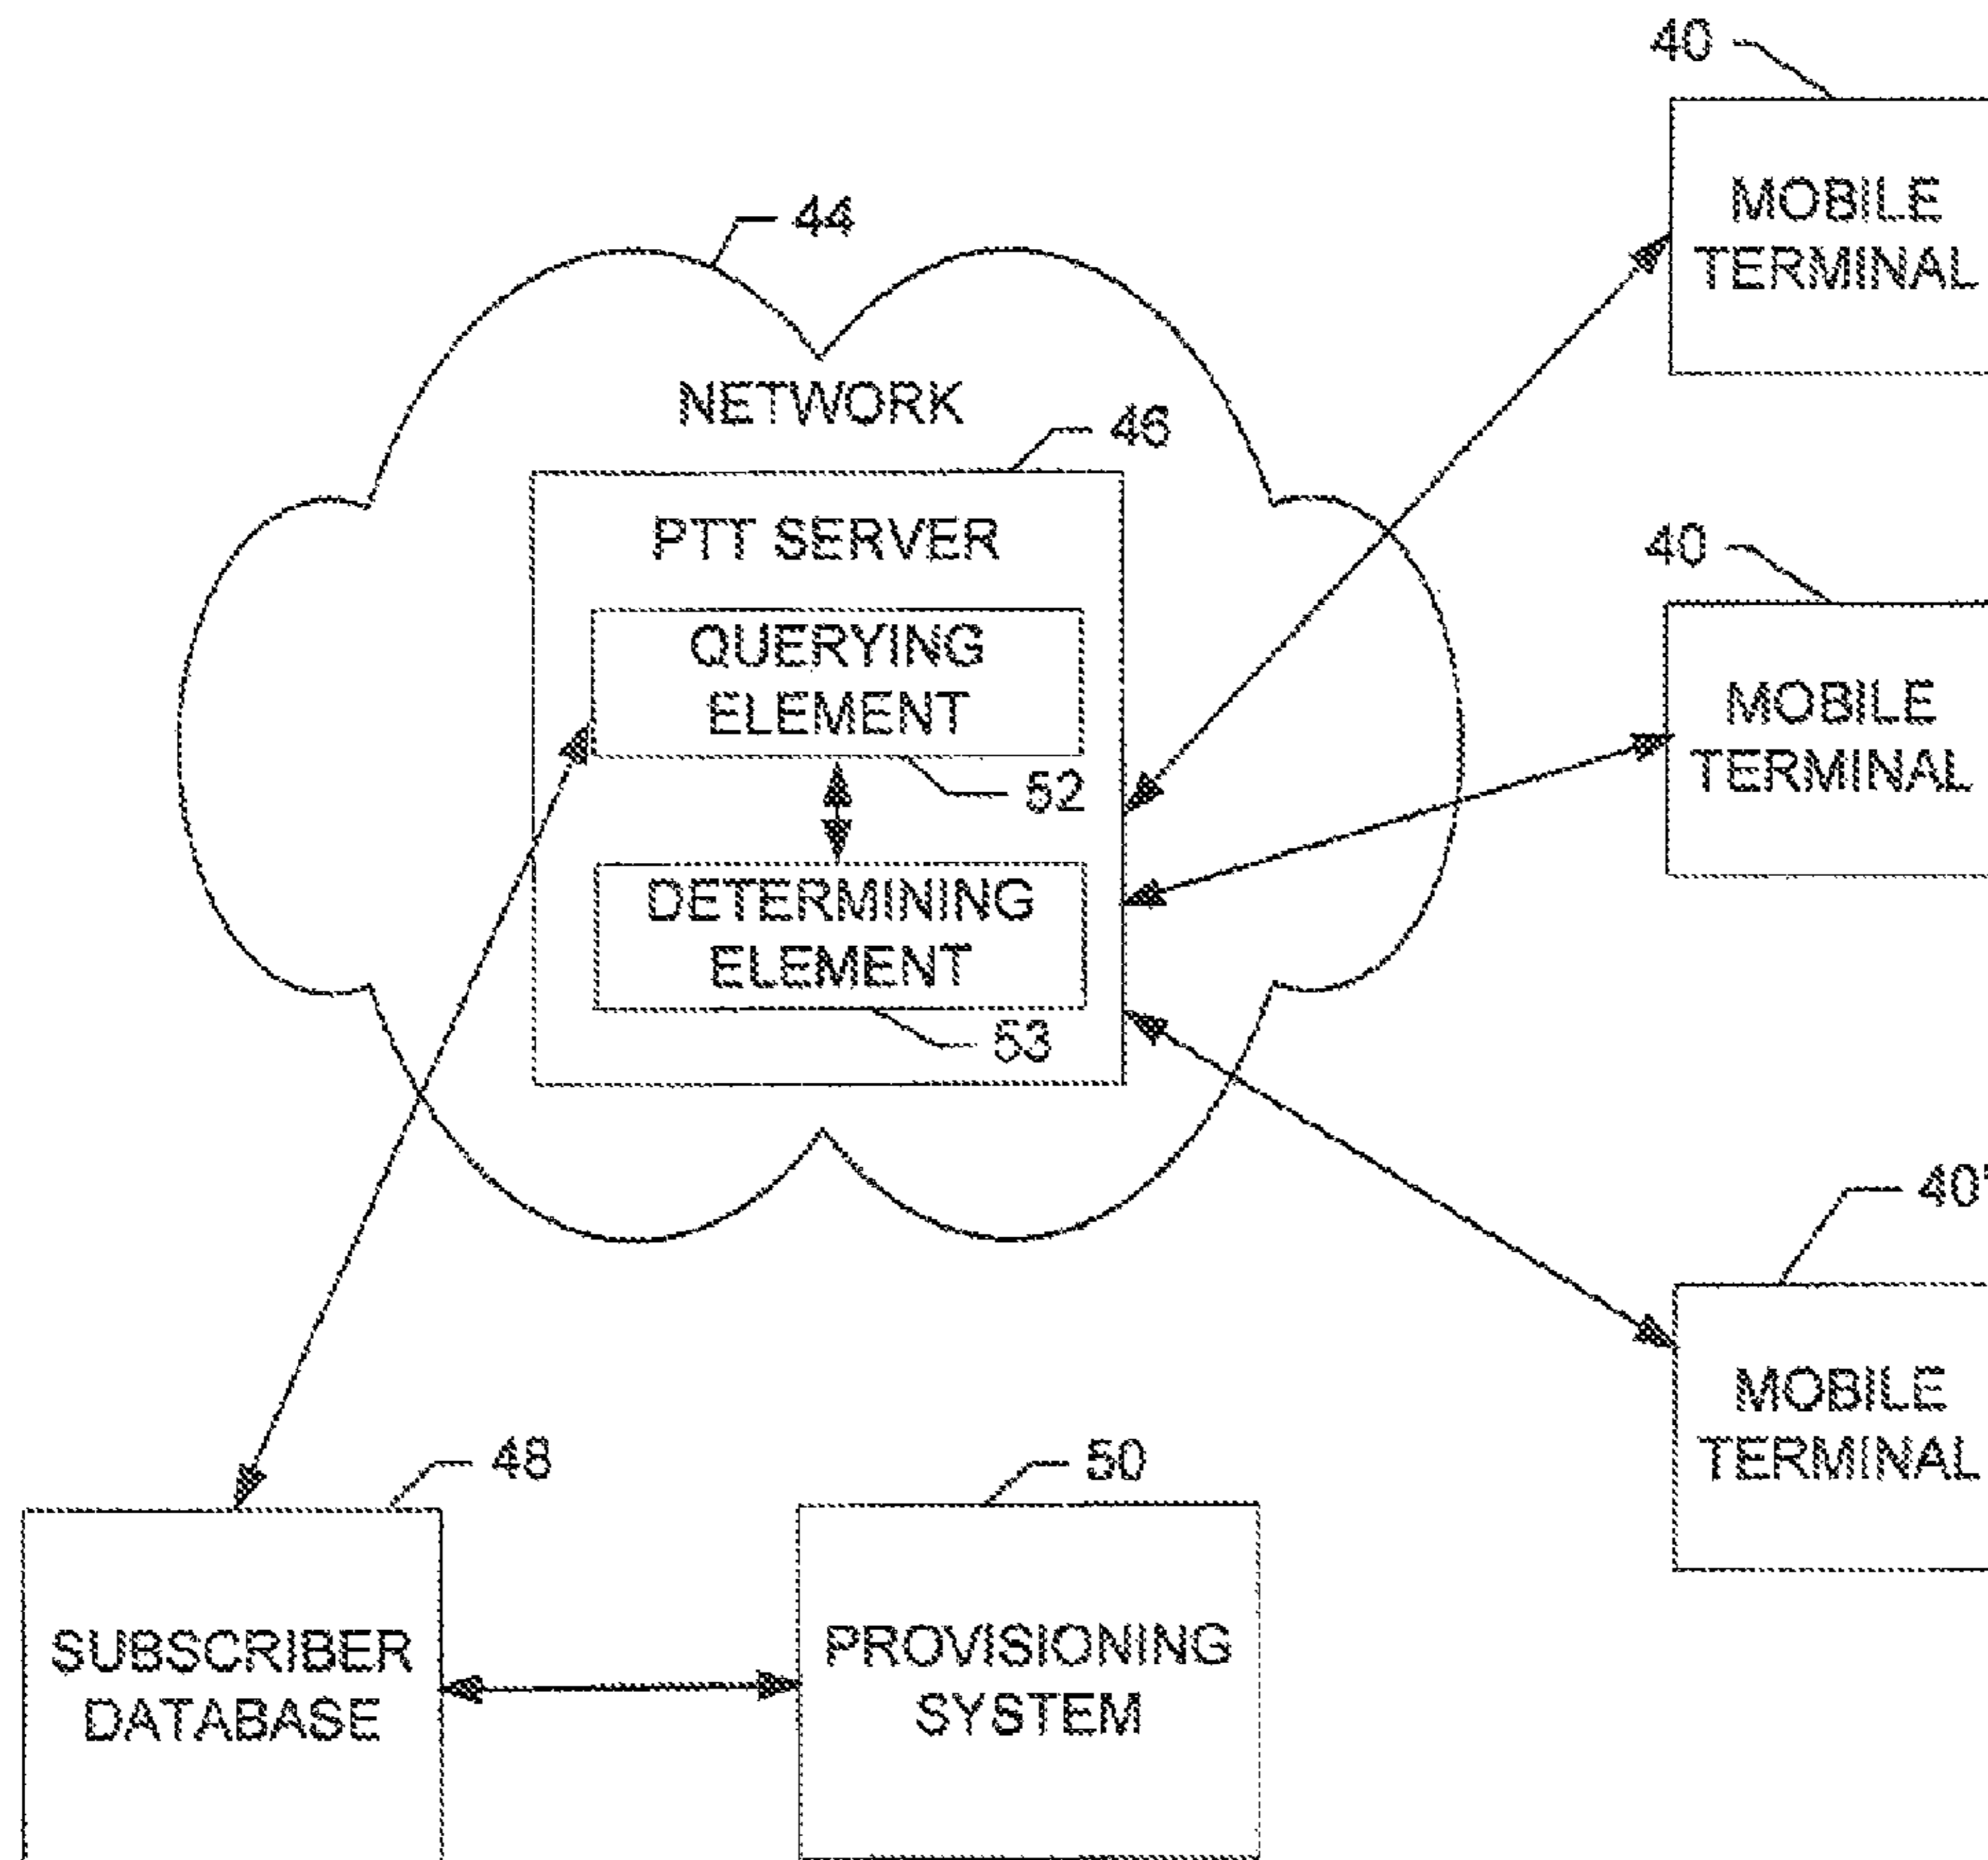 40
MOBILE
TERMINAL
44
NETWORK
46
PTT SERVER
40
QUERYING
ELEMENT
MOBILE
TERMINAL
52
DETERMINING
ELEMENT
53
40'
MOBILE
TERMINAL
48
50
SUBSCRIBER
DATABASE
PROVISIONING
SYSTEM